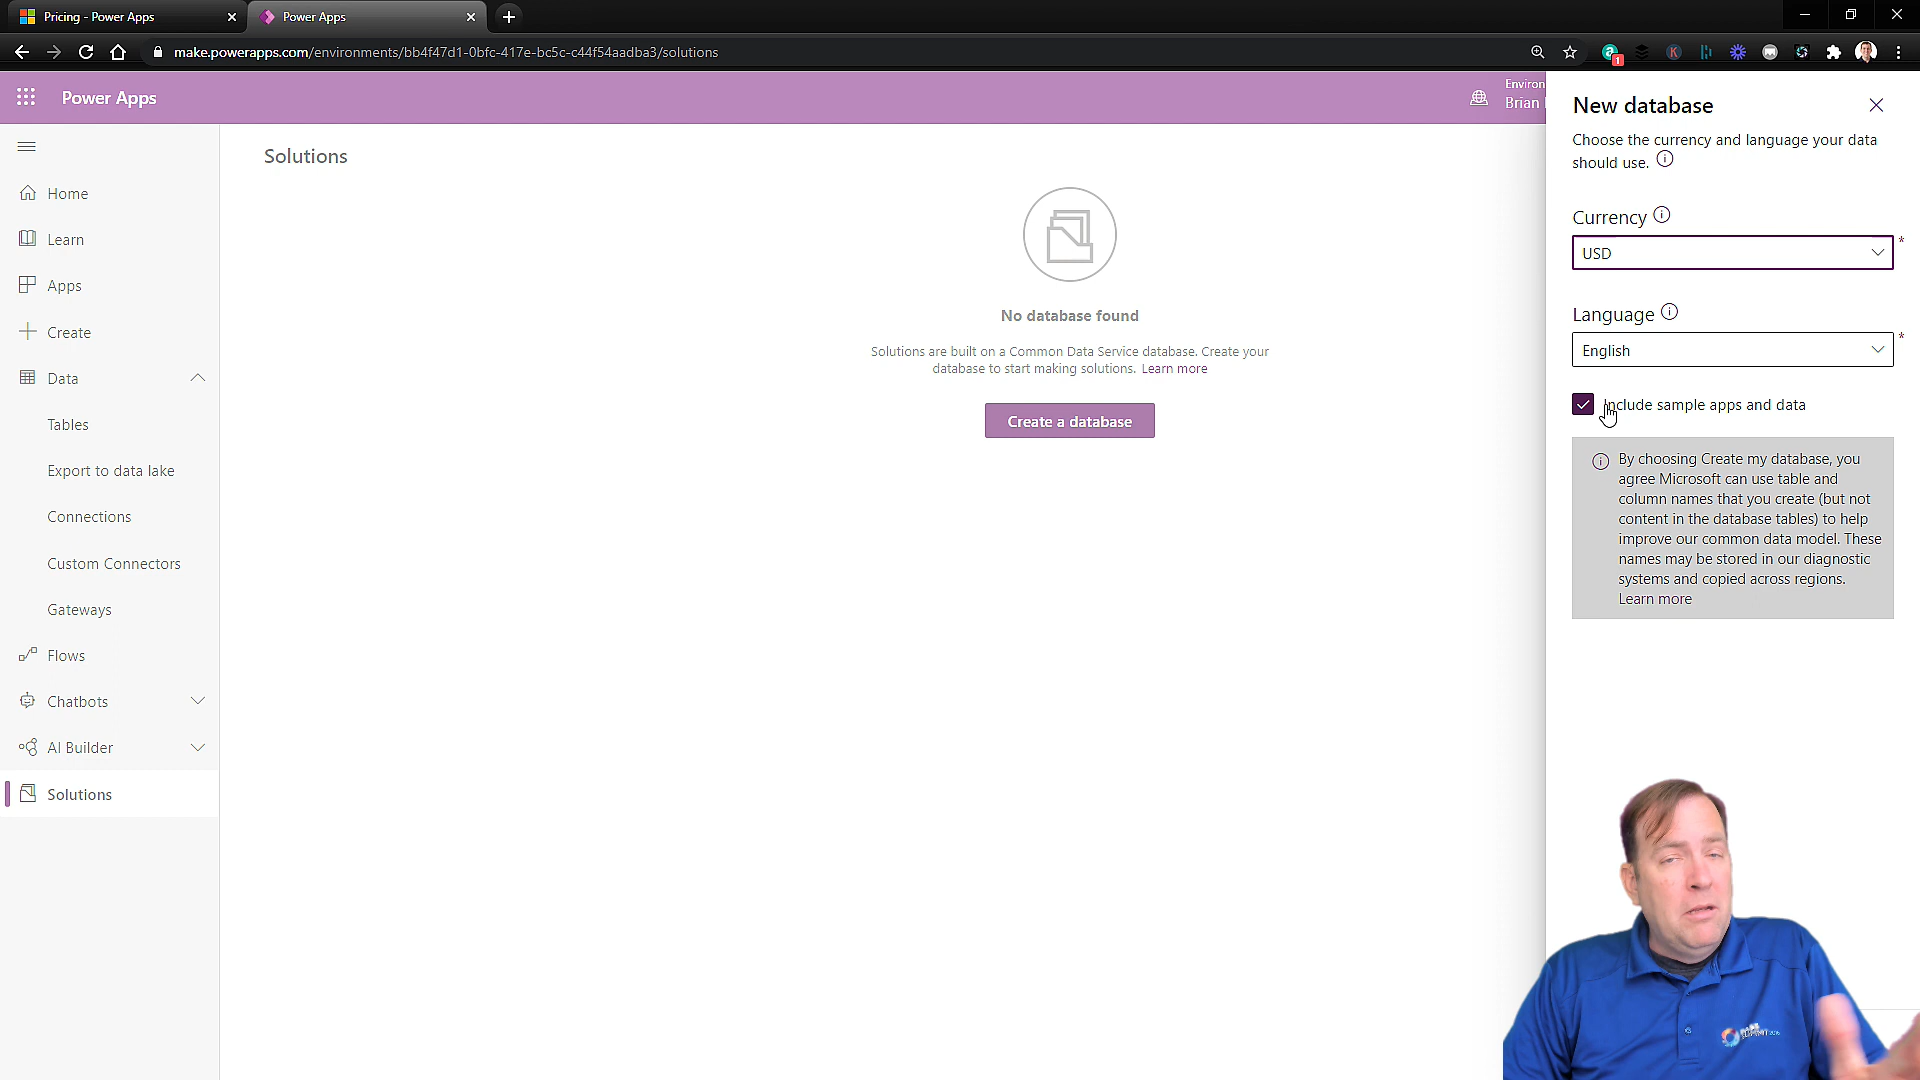 Pricing - Power Apps
Power Apps
make.powerapps.com/environments/bb4f47d1-0bfc-417e-bc5c-c44f54aadba3/solutions
1
Power Apps
Environ
Brian
Home
Learn
Apps
Create
Data
Tables
Export to data lake
Connections
Custom Connectors
Gateways
Flows
Chatbots
AI Builder
Solutions
Solutions
No database found
Solutions are built on a Common Data Service database. Create your
database to start making solutions. Learn more
Create a database
New database
Choose the currency and language your data
should use.
Currency
USD
*
Language
English
*
Include sample apps and data
By choosing Create my database, you
agree Microsoft can use table and
column names that you create (but not
content in the database tables) to help
improve our common data model. These
names may be stored in our diagnostic
systems and copied across regions.
Learn more